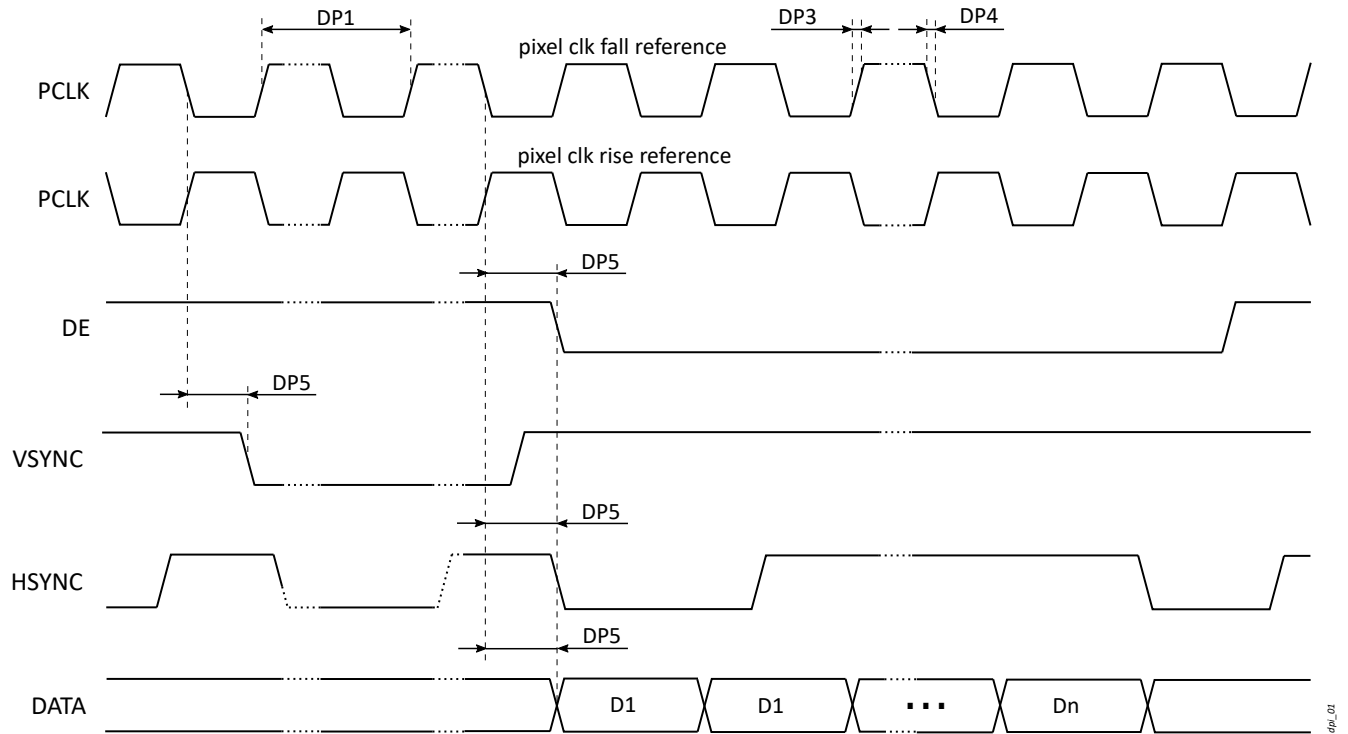 DP1
DP3
DP4
pixel clk fall reference
PCLK
pixel clk rise reference
PCLK
DP5
DE
DP5
VSYNC
DP5
HSYNC
DP5
DATA
D1
D1
...
Dn
dpi_01